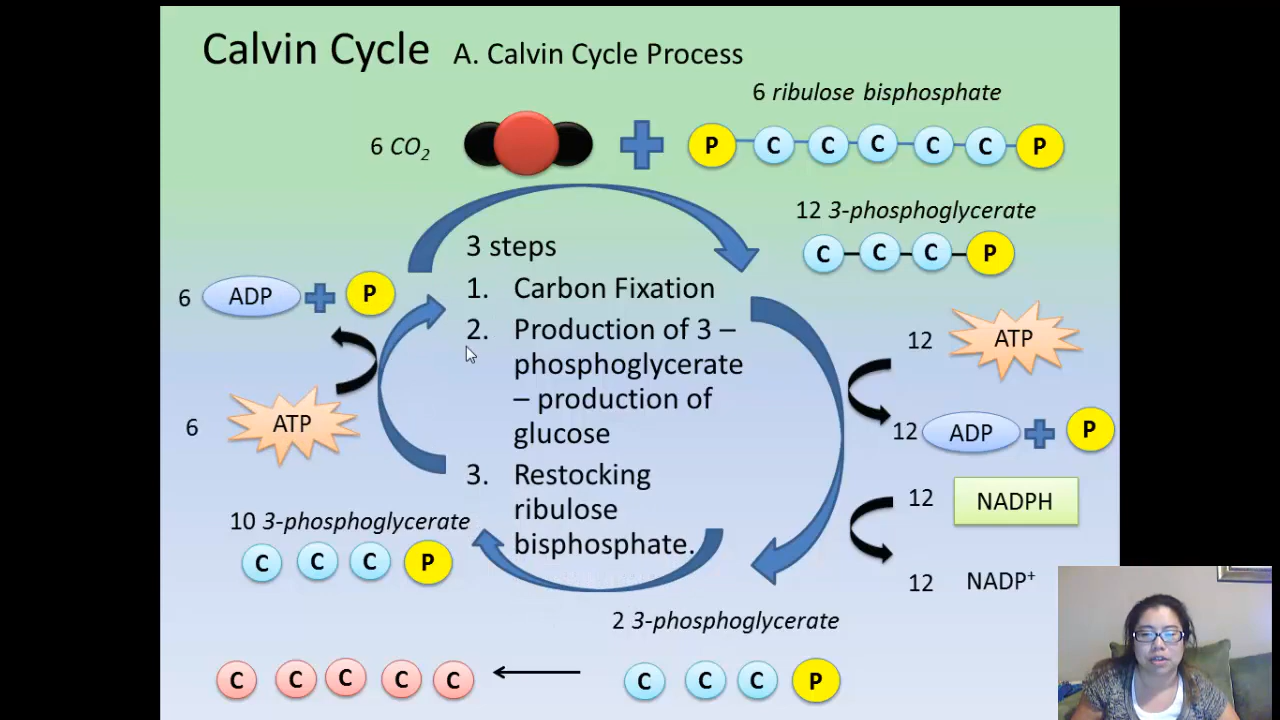 Calvin Cycle A. Calvin Cycle Process
6 ribulose bisphosphate
6 CO₂
P C C C C C P
12 3-phosphoglycerate
C C C P
3 steps
1. Carbon Fixation
2. Production of 3 –
phosphoglycerate
– production of
glucose
3. Restocking
ribulose
bisphosphate.
6 ADP P
6 ATP
12 ATP
12 ADP P
12 NADPH
12 NADP⁺
10 3-phosphoglycerate
C C C P
2 3-phosphoglycerate
C C C C C
C C C P